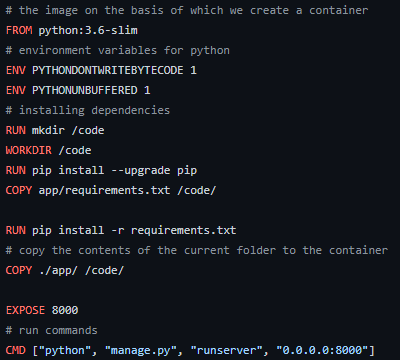 # the image on the basis of which we create a container
FROM python:3.6-slim
# environment variables for python
ENV PYTHONDONTWRITEBYTECODE 1
ENV PYTHONUNBUFFERED 1
# installing dependencies
RUN mkdir /code
WORKDIR /code
RUN pip install --upgrade pip
COPY app/requirements.txt /code/
RUN pip install -r requirements.txt
# copy the contents of the current folder to the container
COPY ./app/ /code/
EXPOSE 8000
# run commands
CMD ["python", "manage.py", "runserver", "0.0.0.0:8000"]